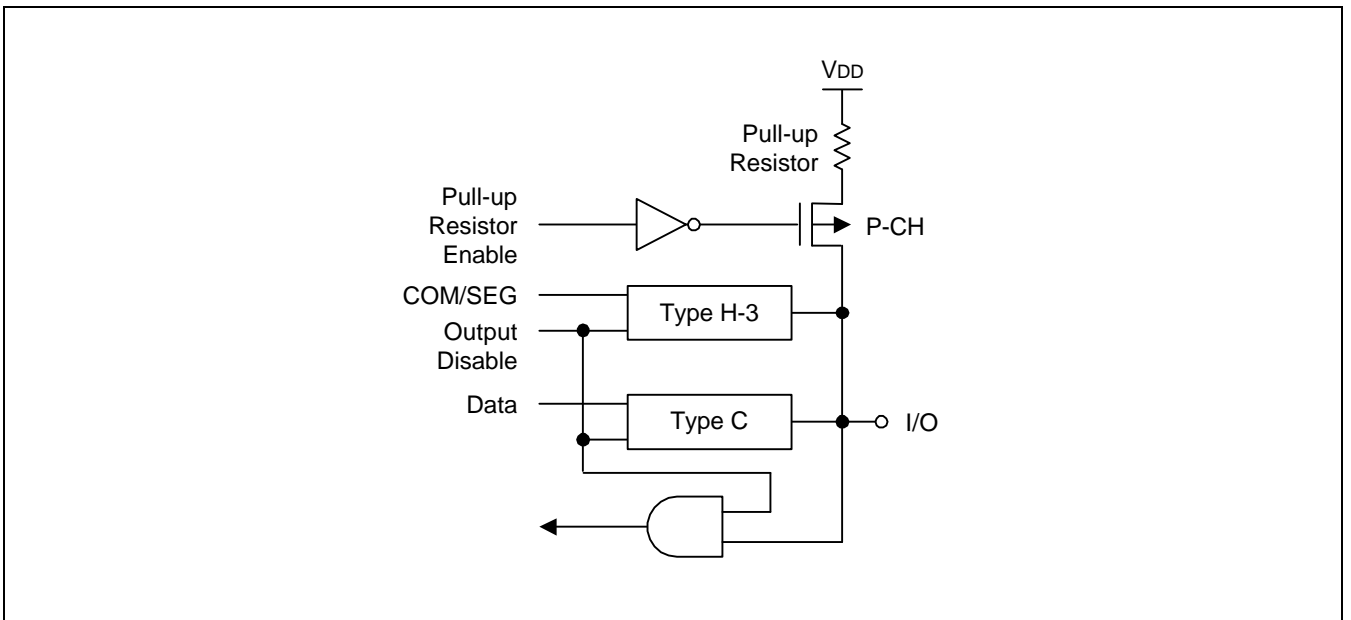 VDD
Pull-up
Resistor
Pull-up
Resistor
Enable
P-CH
COM/SEG
Type H-3
Output
Disable
Data
Type C
I/O